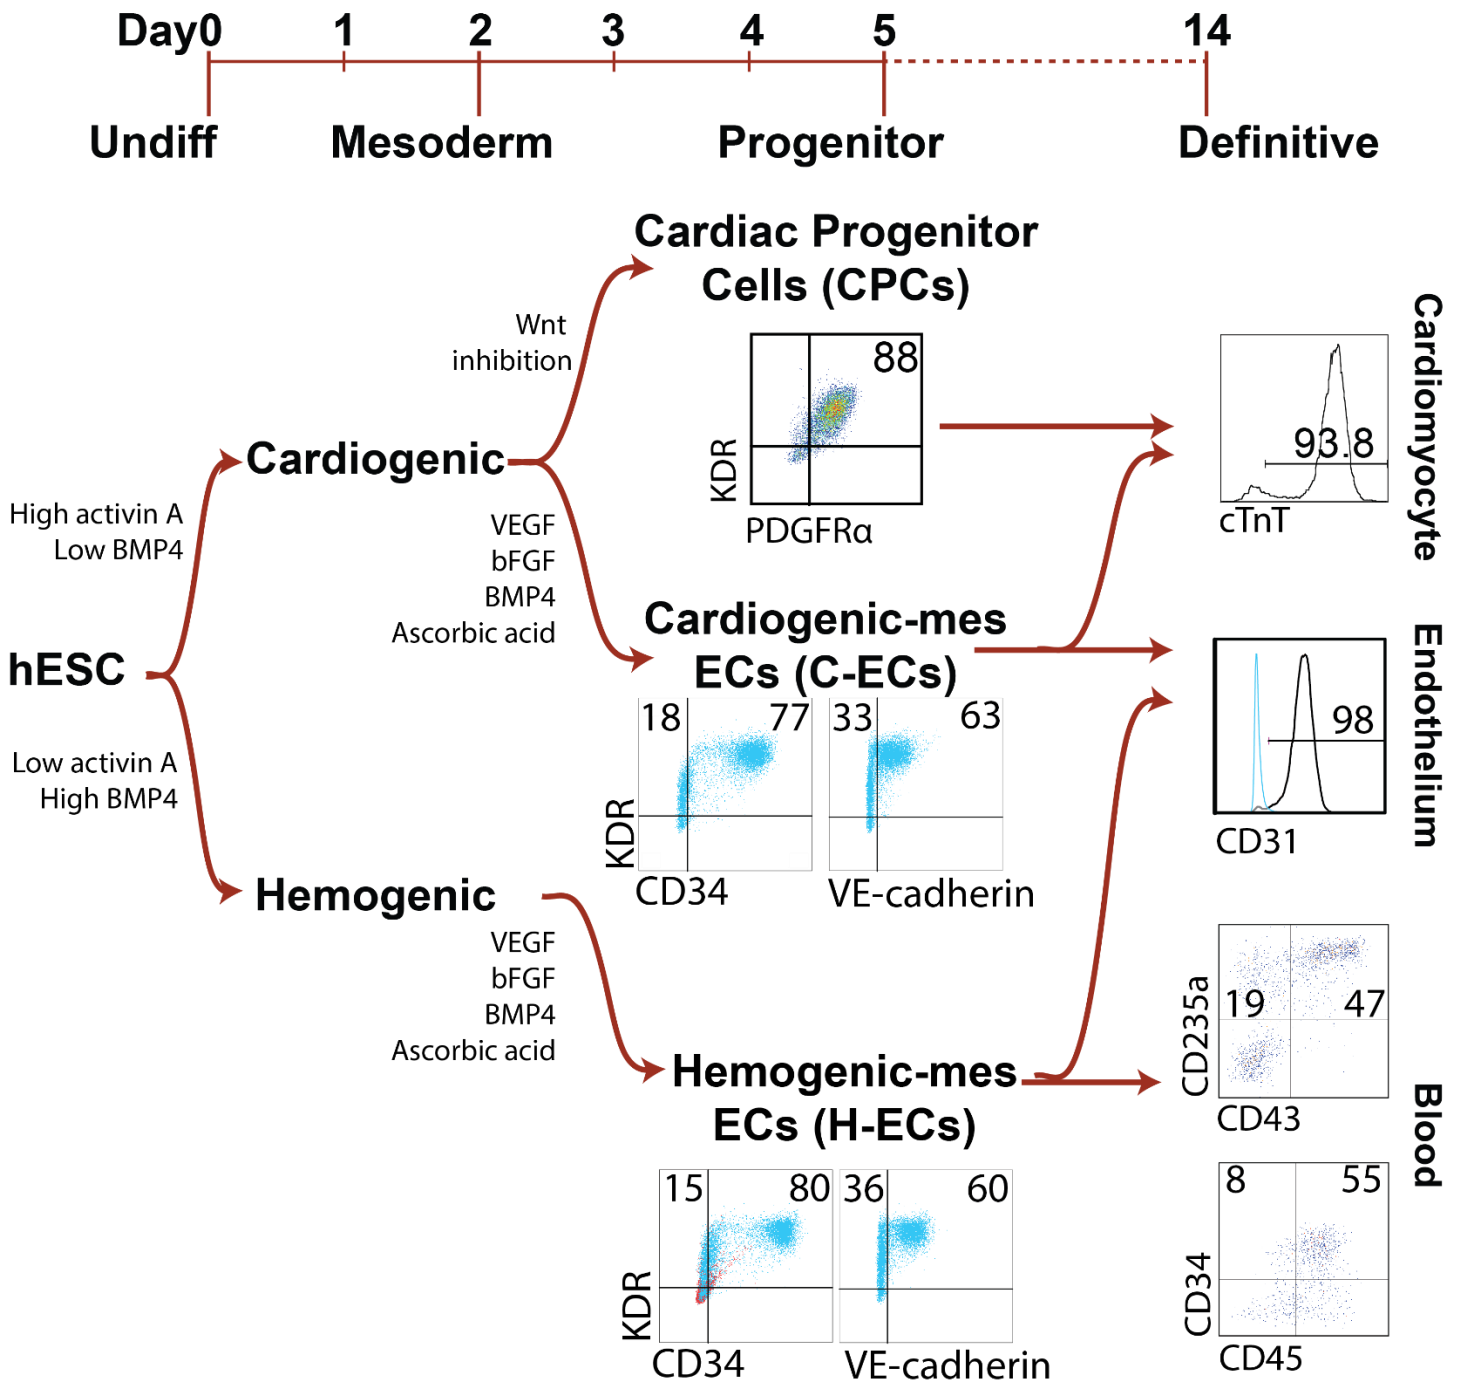 Day0 1 2 3 4 5 14
Undiff Mesoderm Progenitor Definitive
Cardiac Progenitor
Cells (CPCs)
Wnt
inhibition
88
KDR
PDGFRα
93.8
cTnT
Cardiomyocyte
Cardiogenic
High activin A
Low BMP4
VEGF
bFGF
BMP4
Ascorbic acid
hESC
Cardiogenic-mes
ECs (C-ECs)
18 77
KDR
CD34
33 63
VE-cadherin
98
CD31
Endothelium
Low activin A
High BMP4
Hemogenic
VEGF
bFGF
BMP4
Ascorbic acid
Hemogenic-mes
ECs (H-ECs)
15 80
KDR
CD34
36 60
VE-cadherin
19 47
CD235a
CD43
8 55
CD34
CD45
Blood